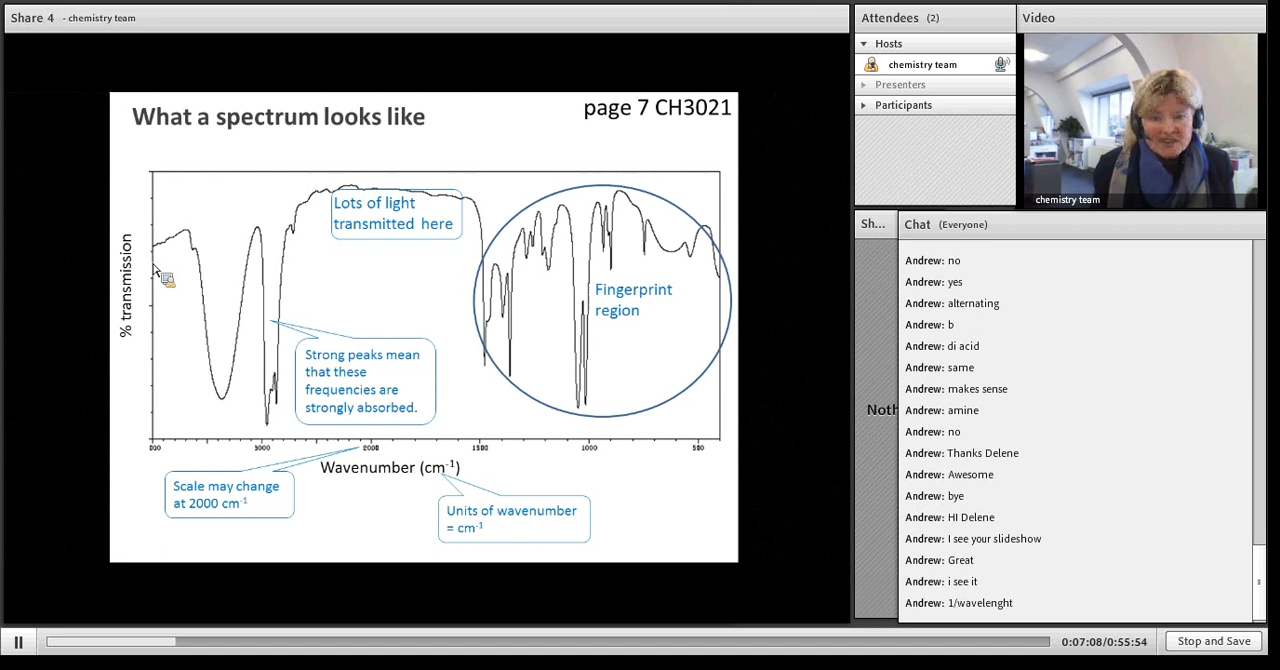 Share 4 - chemistry team
What a spectrum looks like
page 7 CH3021
% transmission
Lots of light
transmitted here
Strong peaks mean
that these
frequencies are
strongly absorbed.
Fingerprint
region
3000 2000 1500 1000 500
Wavenumber (cm⁻¹)
Scale may change
at 2000 cm⁻¹
Units of wavenumber
= cm⁻¹
Attendees (2)
Hosts
chemistry team
Presenters
Participants
Video
chemistry team
Sh...
Noth
Chat (Everyone)
Andrew: no
Andrew: yes
Andrew: alternating
Andrew: b
Andrew: di acid
Andrew: same
Andrew: makes sense
Andrew: amine
Andrew: no
Andrew: Thanks Delene
Andrew: Awesome
Andrew: bye
Andrew: HI Delene
Andrew: I see your slideshow
Andrew: Great
Andrew: i see it
Andrew: 1/wavelenght
0:07:08/0:55:54
Stop and Save